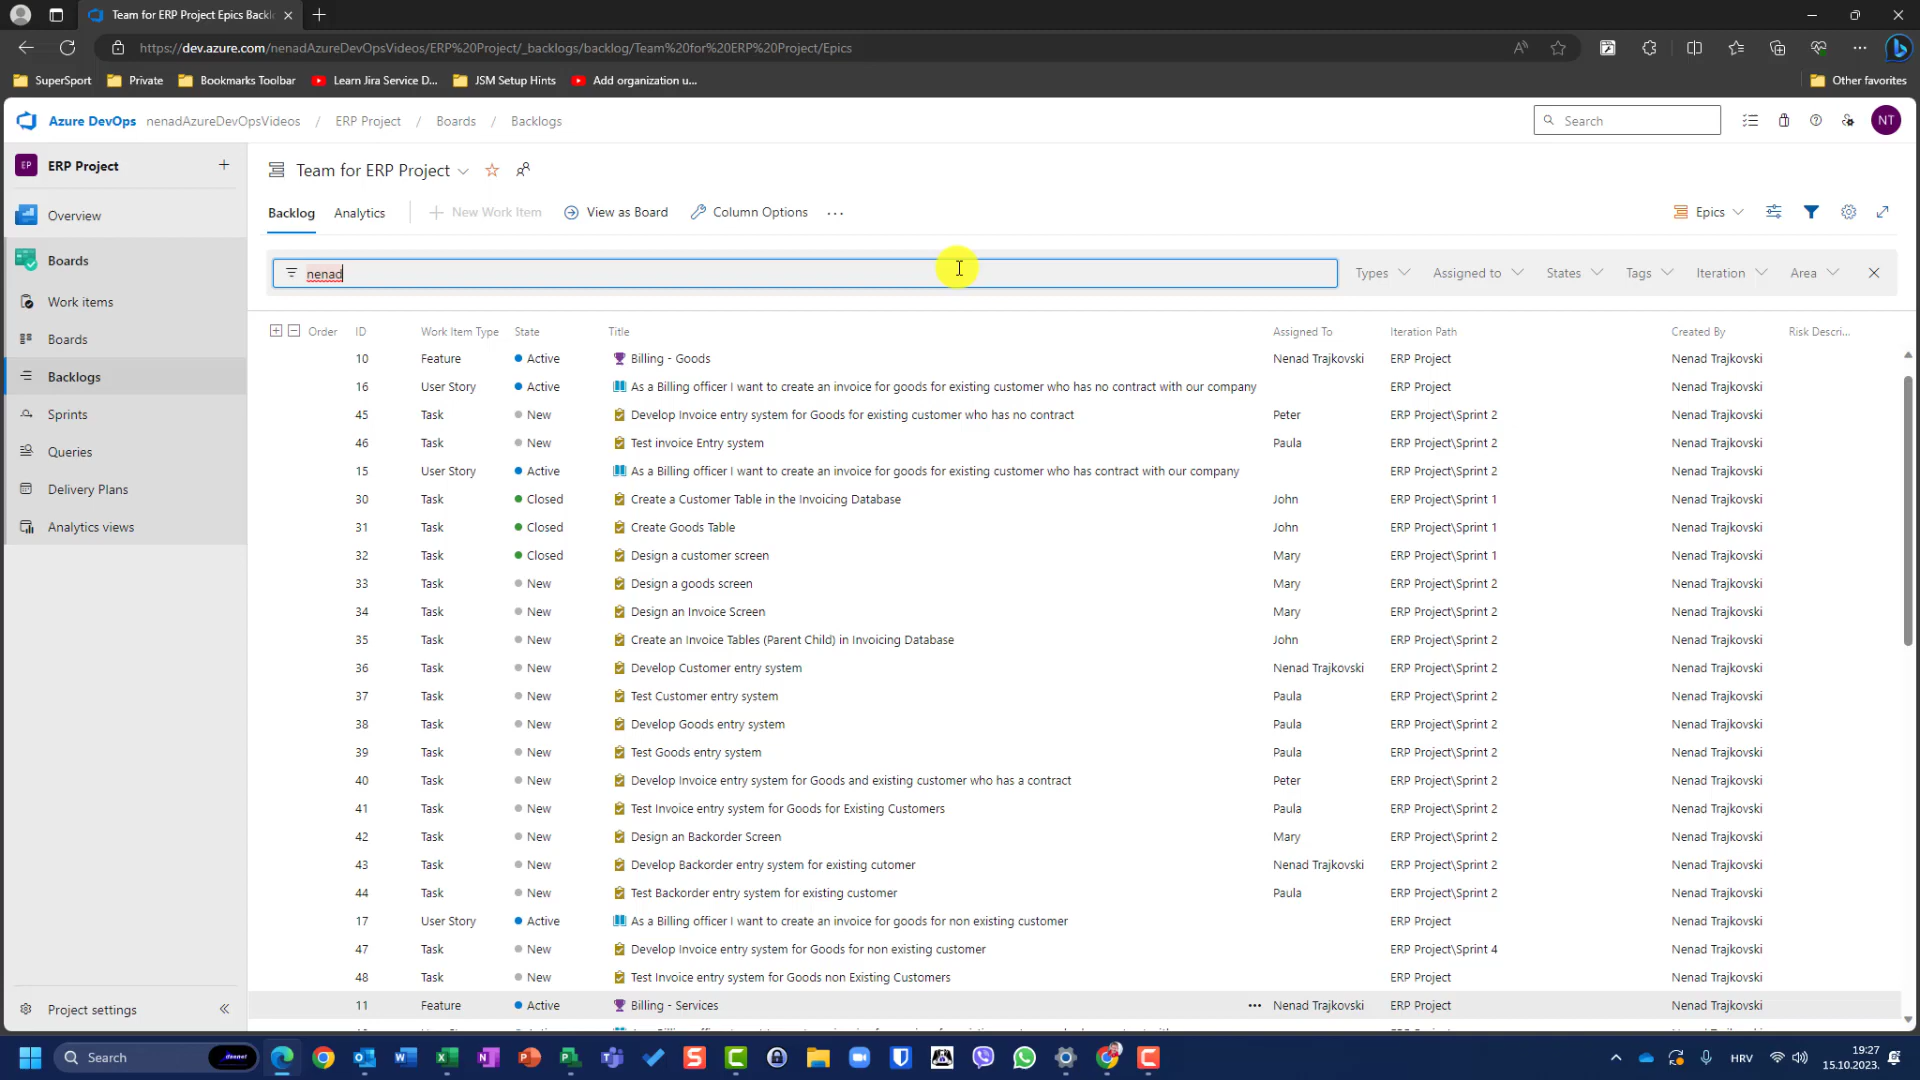 Team for ERP Project Epics Backlo
https://dev.azure.com/nenadAzureDevOpsVideos/ERP%20Project/_backlogs/backlog/Team%20for%20ERP%20Project/Epics
SuperSport Private Bookmarks Toolbar Learn Jira Service D... JSM Setup Hints Add organization u... Other favorites
Azure DevOps nenadAzureDevOpsVideos / ERP Project / Boards / Backlogs Search NT
EP ERP Project
Overview
Boards
Work items
Boards
Backlogs
Sprints
Queries
Delivery Plans
Analytics views
Project settings
Team for ERP Project
Backlog Analytics New Work Item View as Board Column Options ... Epics
nenad Types Assigned to States Tags Iteration Area
Order ID Work Item Type State Title Assigned To Iteration Path Created By Risk Descri...
10 Feature Active Billing - Goods Nenad Trajkovski ERP Project Nenad Trajkovski
16 User Story Active As a Billing officer I want to create an invoice for goods for existing customer who has no contract with our company ERP Project Nenad Trajkovski
45 Task New Develop Invoice entry system for Goods for existing customer who has no contract Peter ERP Project\Sprint 2 Nenad Trajkovski
46 Task New Test invoice Entry system Paula ERP Project\Sprint 2 Nenad Trajkovski
15 User Story Active As a Billing officer I want to create an invoice for goods for existing customer who has contract with our company ERP Project\Sprint 2 Nenad Trajkovski
30 Task Closed Create a Customer Table in the Invoicing Database John ERP Project\Sprint 1 Nenad Trajkovski
31 Task Closed Create Goods Table John ERP Project\Sprint 1 Nenad Trajkovski
32 Task Closed Design a customer screen Mary ERP Project\Sprint 1 Nenad Trajkovski
33 Task New Design a goods screen Mary ERP Project\Sprint 2 Nenad Trajkovski
34 Task New Design an Invoice Screen Mary ERP Project\Sprint 2 Nenad Trajkovski
35 Task New Create an Invoice Tables (Parent Child) in Invoicing Database John ERP Project\Sprint 2 Nenad Trajkovski
36 Task New Develop Customer entry system Nenad Trajkovski ERP Project\Sprint 2 Nenad Trajkovski
37 Task New Test Customer entry system Paula ERP Project\Sprint 2 Nenad Trajkovski
38 Task New Develop Goods entry system Paula ERP Project\Sprint 2 Nenad Trajkovski
39 Task New Test Goods entry system Paula ERP Project\Sprint 2 Nenad Trajkovski
40 Task New Develop Invoice entry system for Goods and existing customer who has a contract Peter ERP Project\Sprint 2 Nenad Trajkovski
41 Task New Test Invoice entry system for Goods for Existing Customers Paula ERP Project\Sprint 2 Nenad Trajkovski
42 Task New Design an Backorder Screen Mary ERP Project\Sprint 2 Nenad Trajkovski
43 Task New Develop Backorder entry system for existing cutomer Nenad Trajkovski ERP Project\Sprint 2 Nenad Trajkovski
44 Task New Test Backorder entry system for existing customer Paula ERP Project\Sprint 2 Nenad Trajkovski
17 User Story Active As a Billing officer I want to create an invoice for goods for non existing customer ERP Project Nenad Trajkovski
47 Task New Develop Invoice entry system for Goods for non existing customer ERP Project\Sprint 4 Nenad Trajkovski
48 Task New Test Invoice entry system for Goods non Existing Customers ERP Project Nenad Trajkovski
11 Feature Active Billing - Services ... Nenad Trajkovski ERP Project Nenad Trajkovski
Search HRV 19:27
15.10.2023.